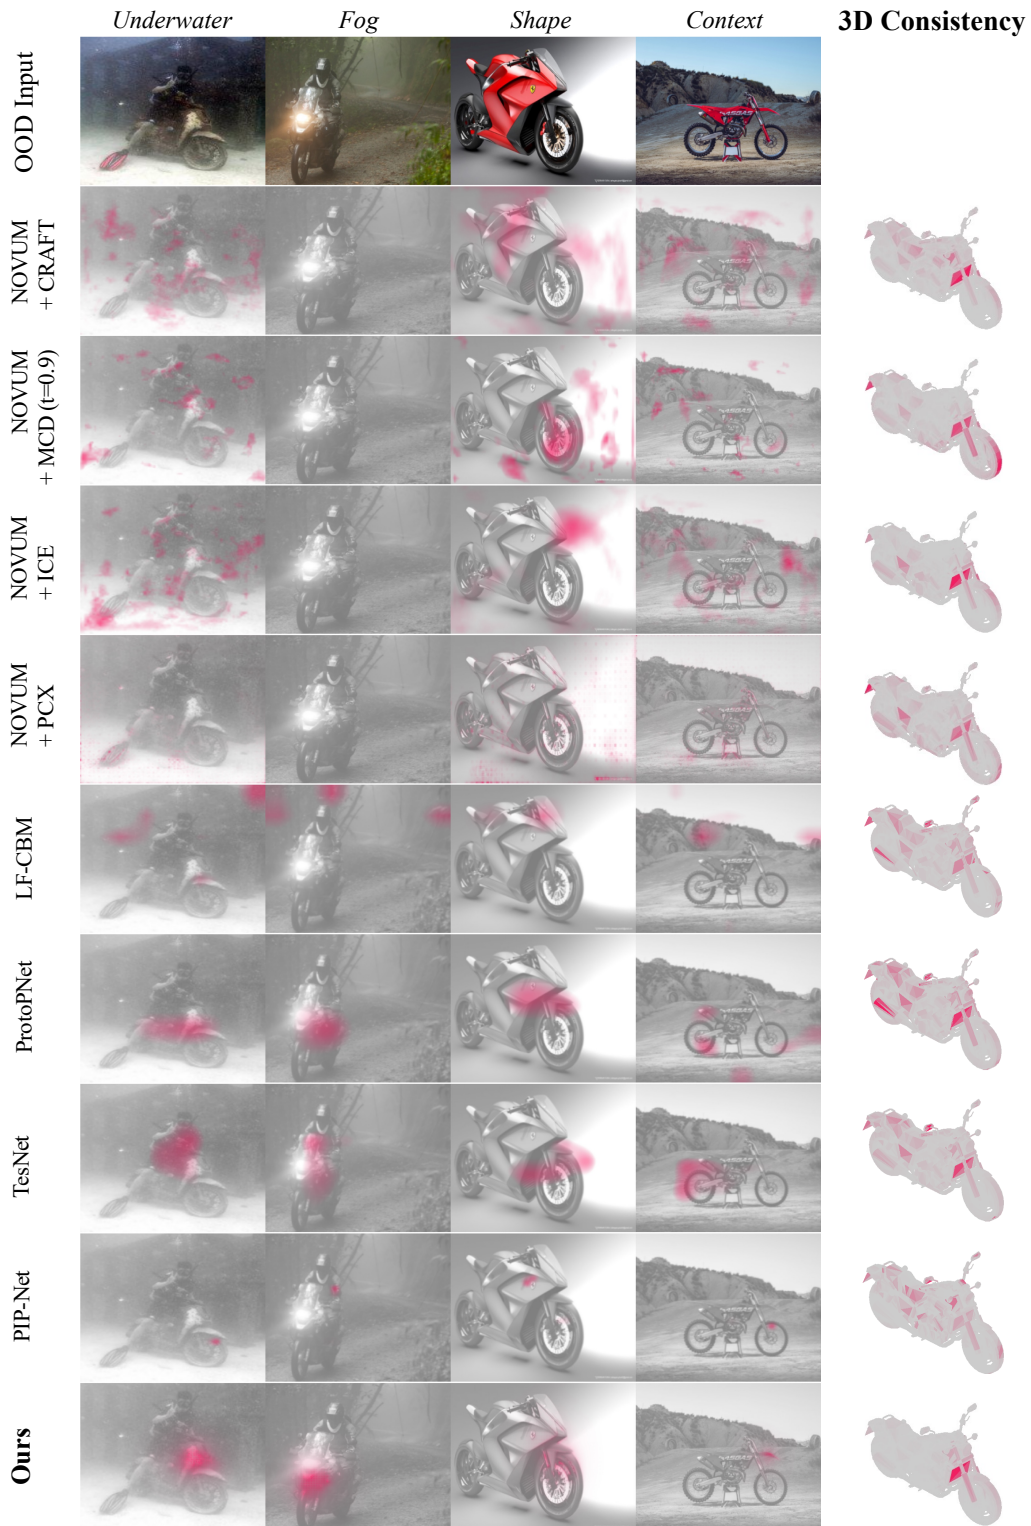 Underwater Fog Shape Context 3D Consistency
OOD Input
NOVUM
+ CRAFT
NOVUM
+ MCD (t=0.9)
NOVUM
+ ICE
NOVUM
+ PCX
LF-CBM
ProtoPNet
TesNet
PIP-Net
Ours